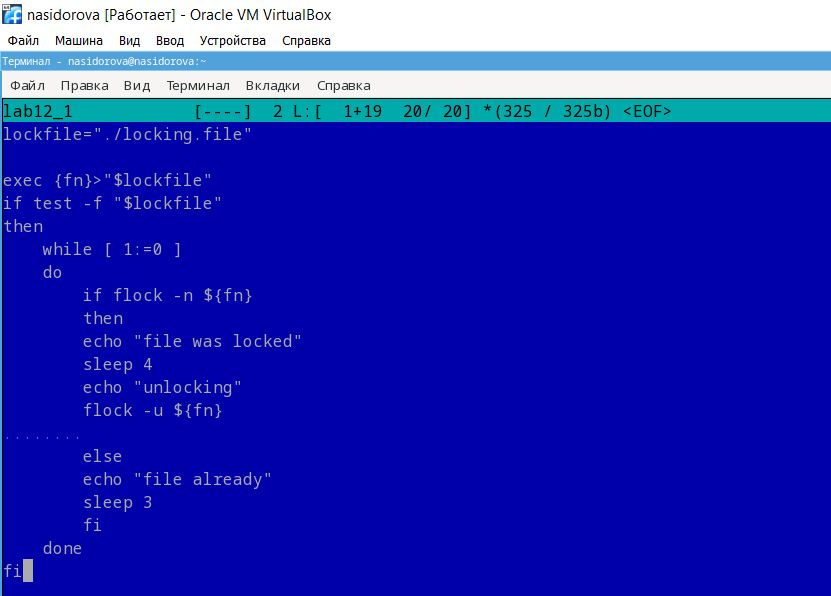 nasidorova [Работает] - Oracle VM VirtualBox
Файл Машина Вид Ввод Устройства Справка
Терминал - nasidorova@nasidorova:~
Файл Правка Вид Терминал Вкладки Справка
lab12_1 [----] 2 L:[ 1+19 20/ 20] *(325 / 325b) <EOF>
lockfile="./locking.file"
exec {fn}>"$lockfile"
if test -f "$lockfile"
then
while [ 1:=0 ]
do
if flock -n ${fn}
then
echo "file was locked"
sleep 4
echo "unlocking"
flock -u ${fn}
........
else
echo "file already"
sleep 3
fi
done
fi